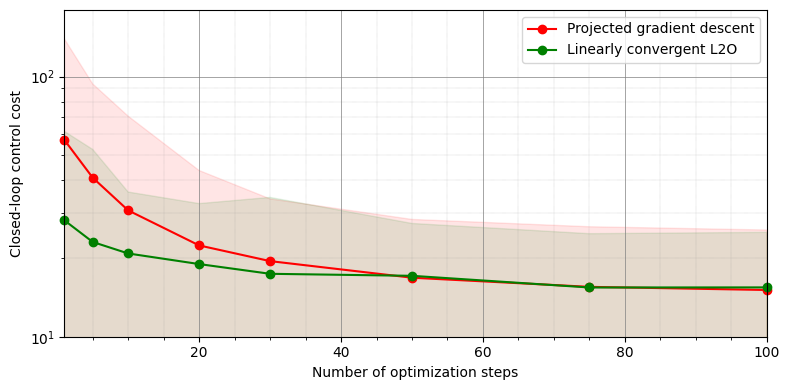 Projected gradient descent
Linearly convergent L2O
10²
10¹
Closed-loop control cost
20 40 60 80 100
Number of optimization steps